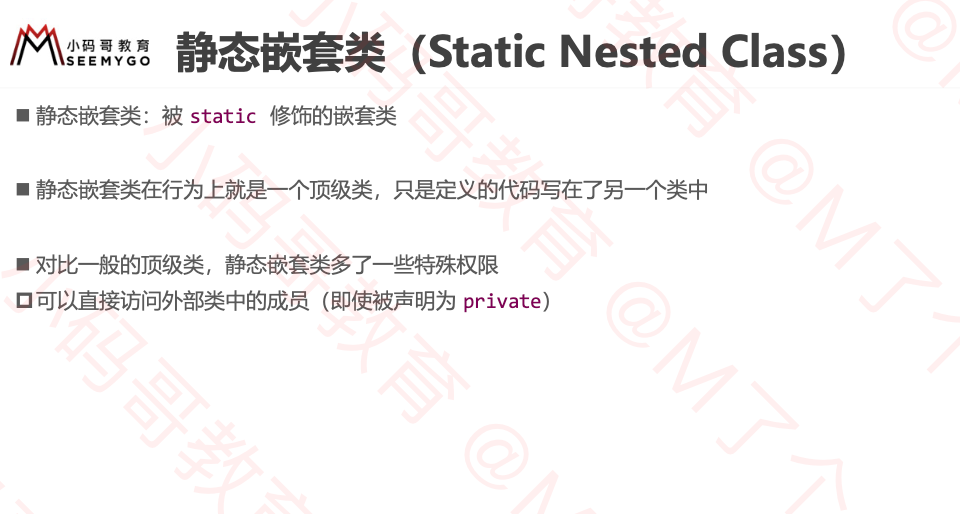 小码哥教育
SEEMYGO
静态嵌套类（Static Nested Class）
■ 静态嵌套类：被 static 修饰的嵌套类
■ 静态嵌套类在行为上就是一个顶级类，只是定义的代码写在了另一个类中
■ 对比一般的顶级类，静态嵌套类多了一些特殊权限
可以直接访问外部类中的成员（即使被声明为 private）
小码哥教育 @M了个